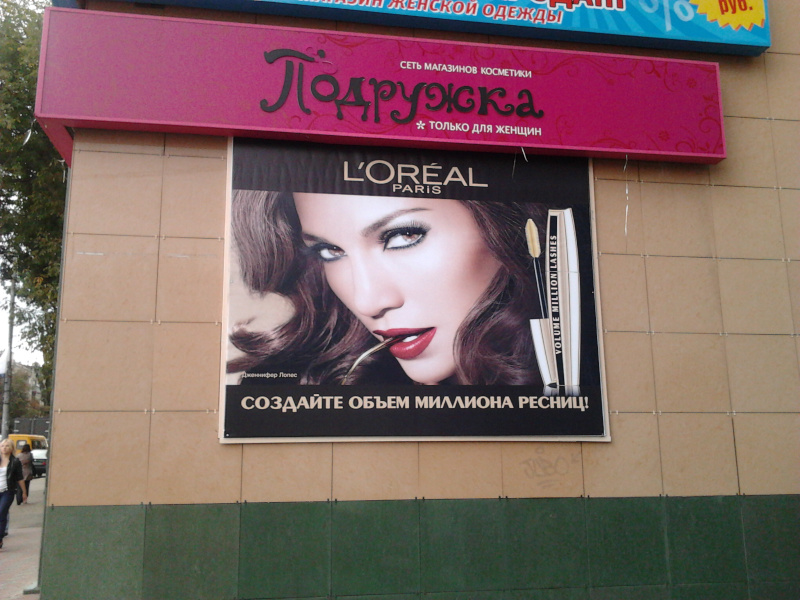 МАГАЗИН ЖЕНСКОЙ ОДЕЖДЫ
%
руб.
СЕТЬ МАГАЗИНОВ КОСМЕТИКИ
Подружка
* ТОЛЬКО ДЛЯ ЖЕНЩИН
L'ORÉAL
PARIS
VOLUME MILLION LASHES
Дженнифер Лопес
СОЗДАЙТЕ ОБЪЕМ МИЛЛИОНА РЕСНИЦ!